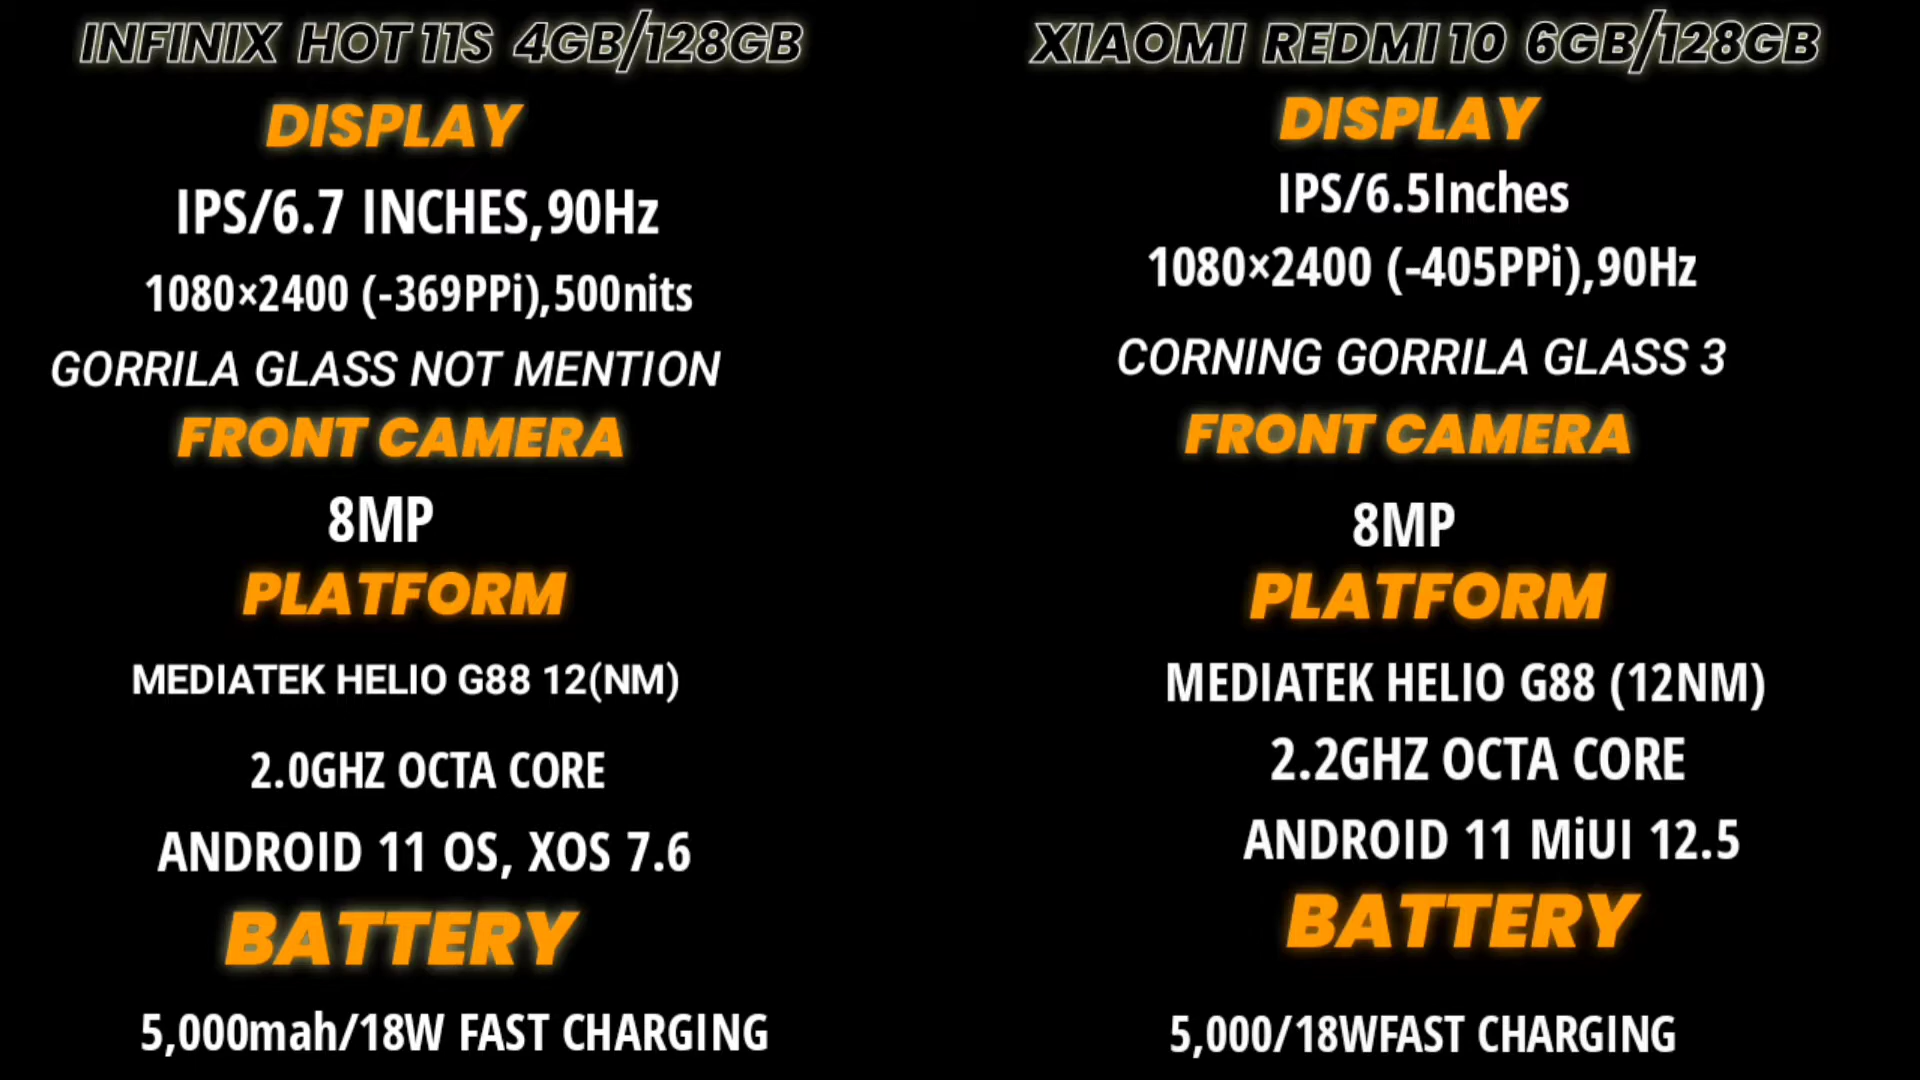 INFINIX HOT 11S 4GB/128GB
DISPLAY
IPS/6.7 INCHES,90Hz
1080×2400 (-369PPi),500nits
GORRILA GLASS NOT MENTION
FRONT CAMERA
8MP
PLATFORM
MEDIATEK HELIO G88 12(NM)
2.0GHZ OCTA CORE
ANDROID 11 OS, XOS 7.6
BATTERY
5,000mah/18W FAST CHARGING
XIAOMI REDMI 10 6GB/128GB
DISPLAY
IPS/6.5Inches
1080×2400 (-405PPi),90Hz
CORNING GORRILA GLASS 3
FRONT CAMERA
8MP
PLATFORM
MEDIATEK HELIO G88 (12NM)
2.2GHZ OCTA CORE
ANDROID 11 MiUI 12.5
BATTERY
5,000/18WFAST CHARGING